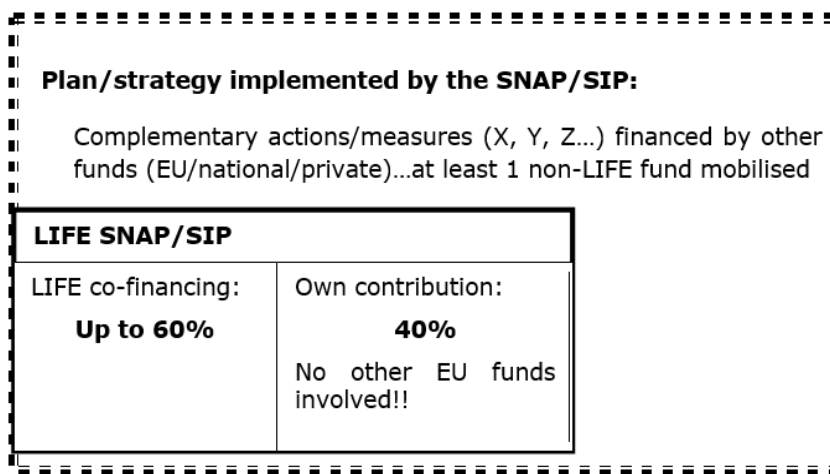 Plan/strategy implemented by the SNAP/SIP:
Complementary actions/measures (X, Y, Z…) financed by other
funds (EU/national/private)…at least 1 non-LIFE fund mobilised
LIFE SNAP/SIP
LIFE co-financing:
Up to 60%
Own contribution:
40%
No other EU funds
involved!!